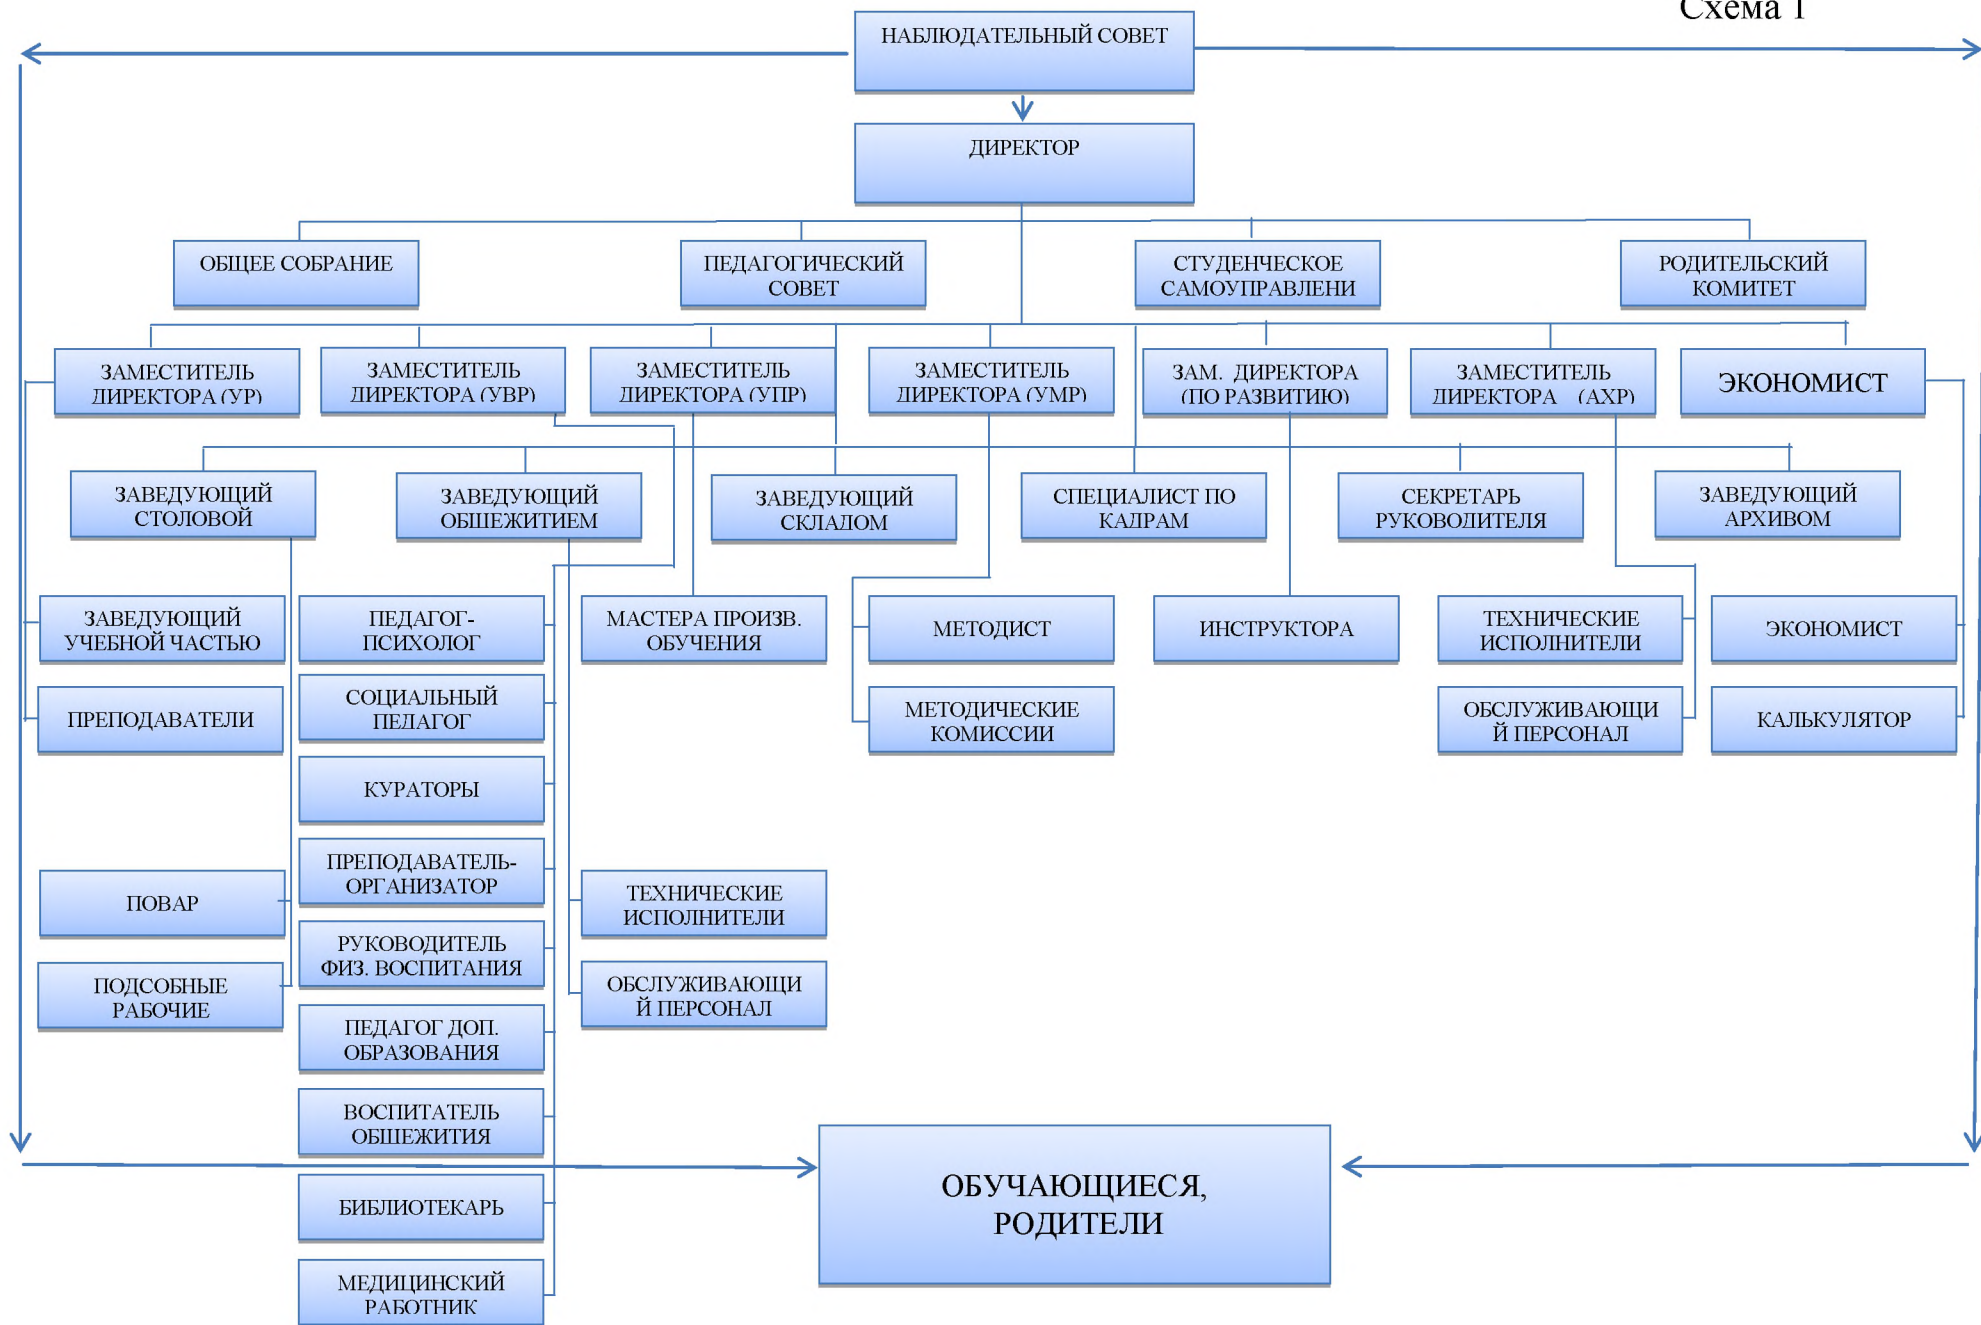 Схема 1
НАБЛЮДАТЕЛЬНЫЙ СОВЕТ
ДИРЕКТОР
ОБЩЕЕ СОБРАНИЕ
ПЕДАГОГИЧЕСКИЙ
СОВЕТ
СТУДЕНЧЕСКОЕ
САМОУПРАВЛЕНИ
РОДИТЕЛЬСКИЙ
КОМИТЕТ
ЗАМЕСТИТЕЛЬ
ДИРЕКТОРА (УР)
ЗАМЕСТИТЕЛЬ
ДИРЕКТОРА (УВР)
ЗАМЕСТИТЕЛЬ
ДИРЕКТОРА (УПР)
ЗАМЕСТИТЕЛЬ
ДИРЕКТОРА (УМР)
ЗАМ. ДИРЕКТОРА
(ПО РАЗВИТИЮ)
ЗАМЕСТИТЕЛЬ
ДИРЕКТОРА (АХР)
ЭКОНОМИСТ
ЗАВЕДУЮЩИЙ
СТОЛОВОЙ
ЗАВЕДУЮЩИЙ
ОБЩЕЖИТИЕМ
ЗАВЕДУЮЩИЙ
СКЛАДОМ
СПЕЦИАЛИСТ ПО
КАДРАМ
СЕКРЕТАРЬ
РУКОВОДИТЕЛЯ
ЗАВЕДУЮЩИЙ
АРХИВОМ
ЗАВЕДУЮЩИЙ
УЧЕБНОЙ ЧАСТЬЮ
ПЕДАГОГ-
ПСИХОЛОГ
МАСТЕРА ПРОИЗВ.
ОБУЧЕНИЯ
МЕТОДИСТ
ИНСТРУКТОРА
ТЕХНИЧЕСКИЕ
ИСПОЛНИТЕЛИ
ЭКОНОМИСТ
ПРЕПОДАВАТЕЛИ
СОЦИАЛЬНЫЙ
ПЕДАГОГ
МЕТОДИЧЕСКИЕ
КОМИССИИ
ОБСЛУЖИВАЮЩИ
Й ПЕРСОНАЛ
КАЛЬКУЛЯТОР
КУРАТОРЫ
ПОВАР
ПРЕПОДАВАТЕЛЬ-
ОРГАНИЗАТОР
ТЕХНИЧЕСКИЕ
ИСПОЛНИТЕЛИ
РУКОВОДИТЕЛЬ
ФИЗ. ВОСПИТАНИЯ
ПОДСОБНЫЕ
РАБОЧИЕ
ОБСЛУЖИВАЮЩИ
Й ПЕРСОНАЛ
ПЕДАГОГ ДОП.
ОБРАЗОВАНИЯ
ВОСПИТАТЕЛЬ
ОБЩЕЖИТИЯ
БИБЛИОТЕКАРЬ
ОБУЧАЮЩИЕСЯ,
РОДИТЕЛИ
МЕДИЦИНСКИЙ
РАБОТНИК